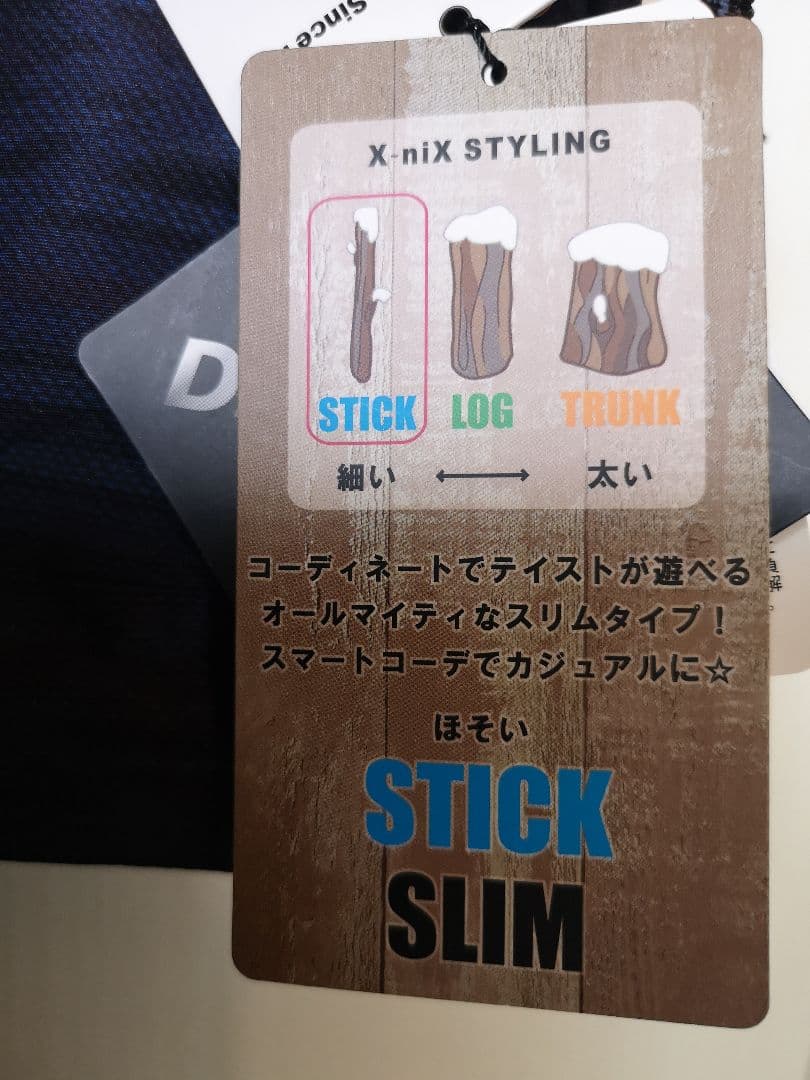 Since
X-niX STYLING
STICK LOG TRUNK
細い ⟷ 太い
コーディネートでテイストが遊べる
オールマイティなスリムタイプ！
スマートコーデでカジュアルに☆
ほそい
STICK
SLIM